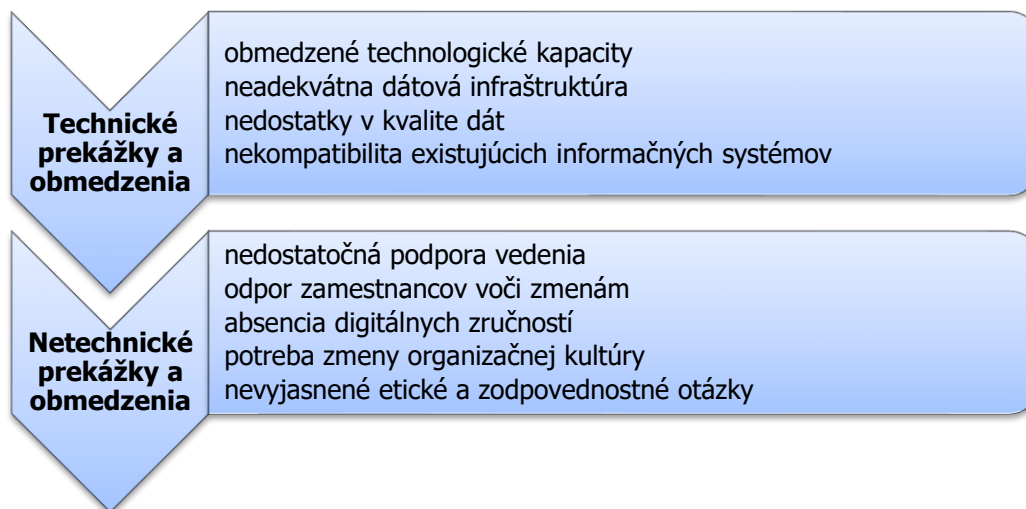 Technické
prekážky a
obmedzenia
obmedzené technologické kapacity
neadekvátna dátová infraštruktúra
nedostatky v kvalite dát
nekompatibilita existujúcich informačných systémov
Netechnické
prekážky a
obmedzenia
nedostatočná podpora vedenia
odpor zamestnancov voči zmenám
absencia digitálnych zručností
potreba zmeny organizačnej kultúry
nevyjasnené etické a zodpovednostné otázky